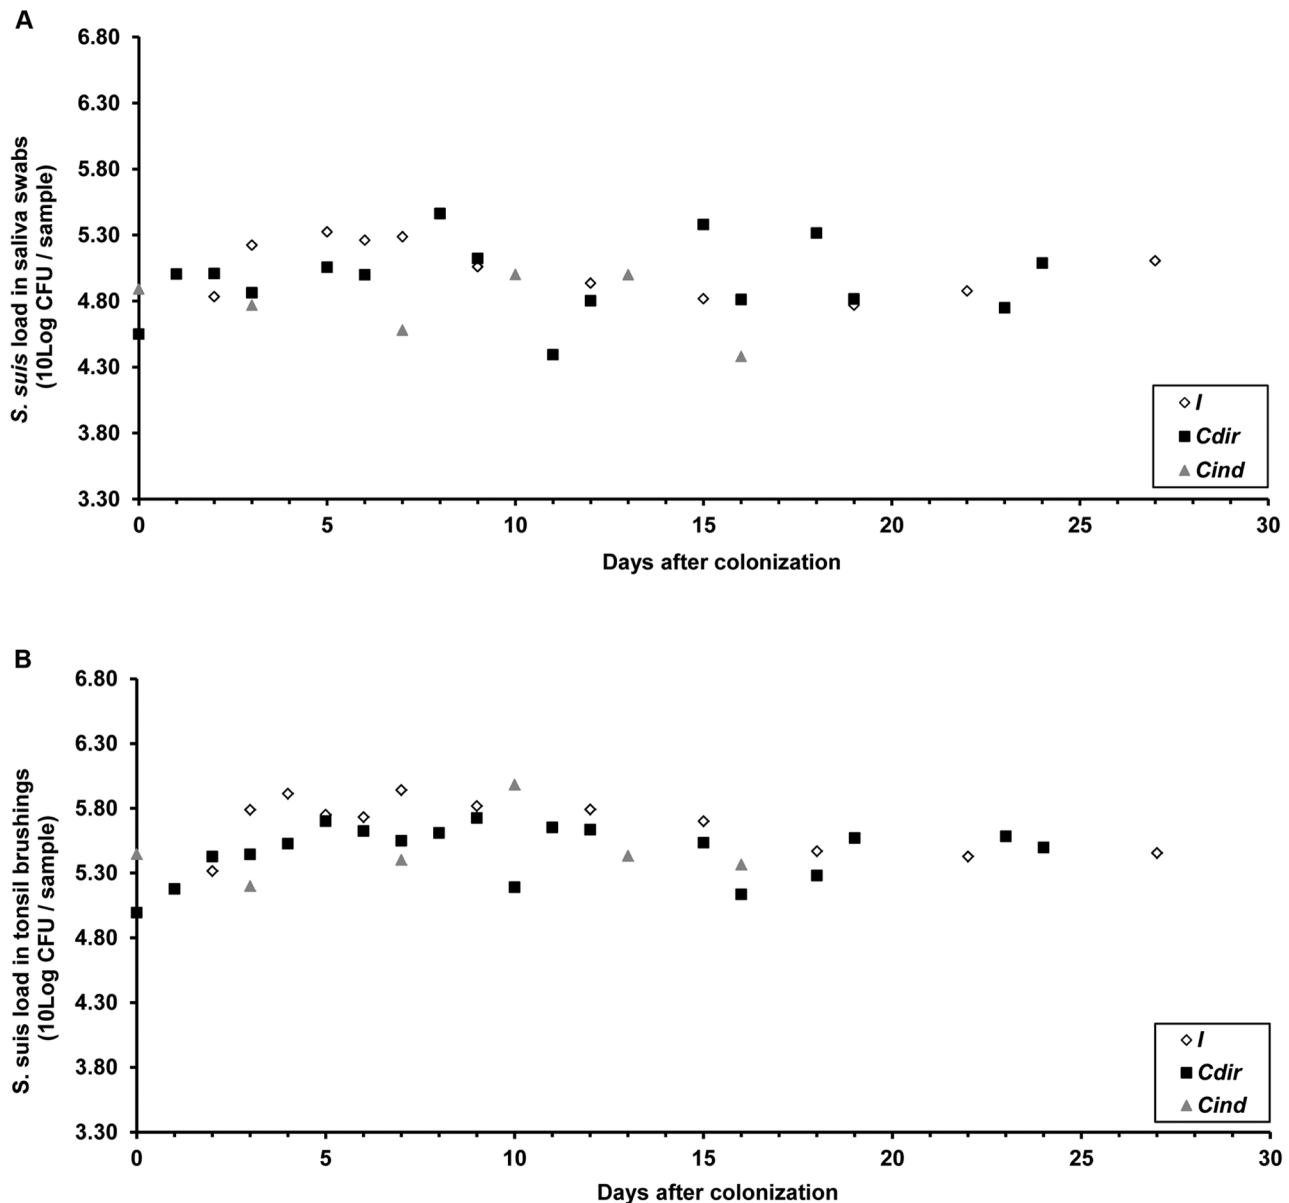 A
S. suis load in saliva swabs
(10Log CFU / sample)
6.80
6.30
5.80
5.30
4.80
4.30
3.80
3.30
0 5 10 15 20 25 30
Days after colonization
I
Cdir
Cind
B
S. suis load in tonsil brushings
(10Log CFU / sample)
6.80
6.30
5.80
5.30
4.80
4.30
3.80
3.30
0 5 10 15 20 25 30
Days after colonization
I
Cdir
Cind